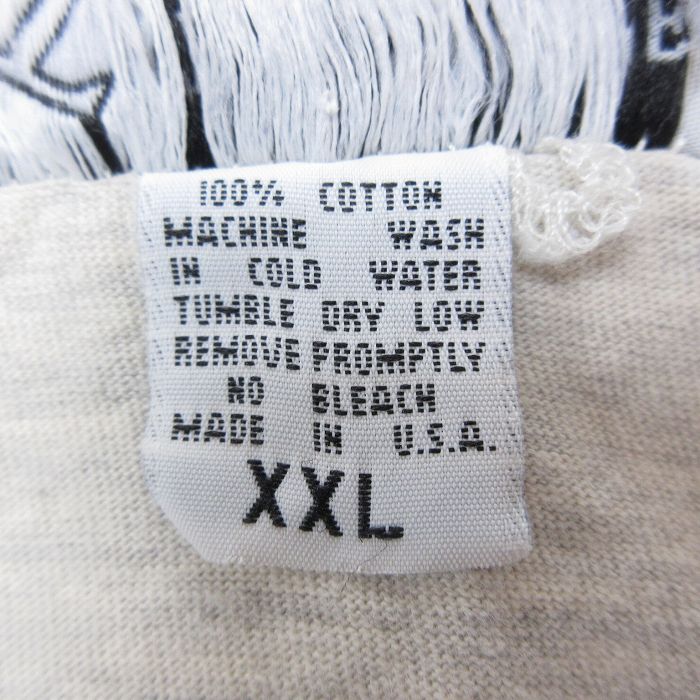 100% COTTON
MACHINE WASH
IN COLD WATER
TUMBLE DRY LOW
REMOVE PROMPTLY
NO BLEACH
MADE IN U.S.A.
XXL